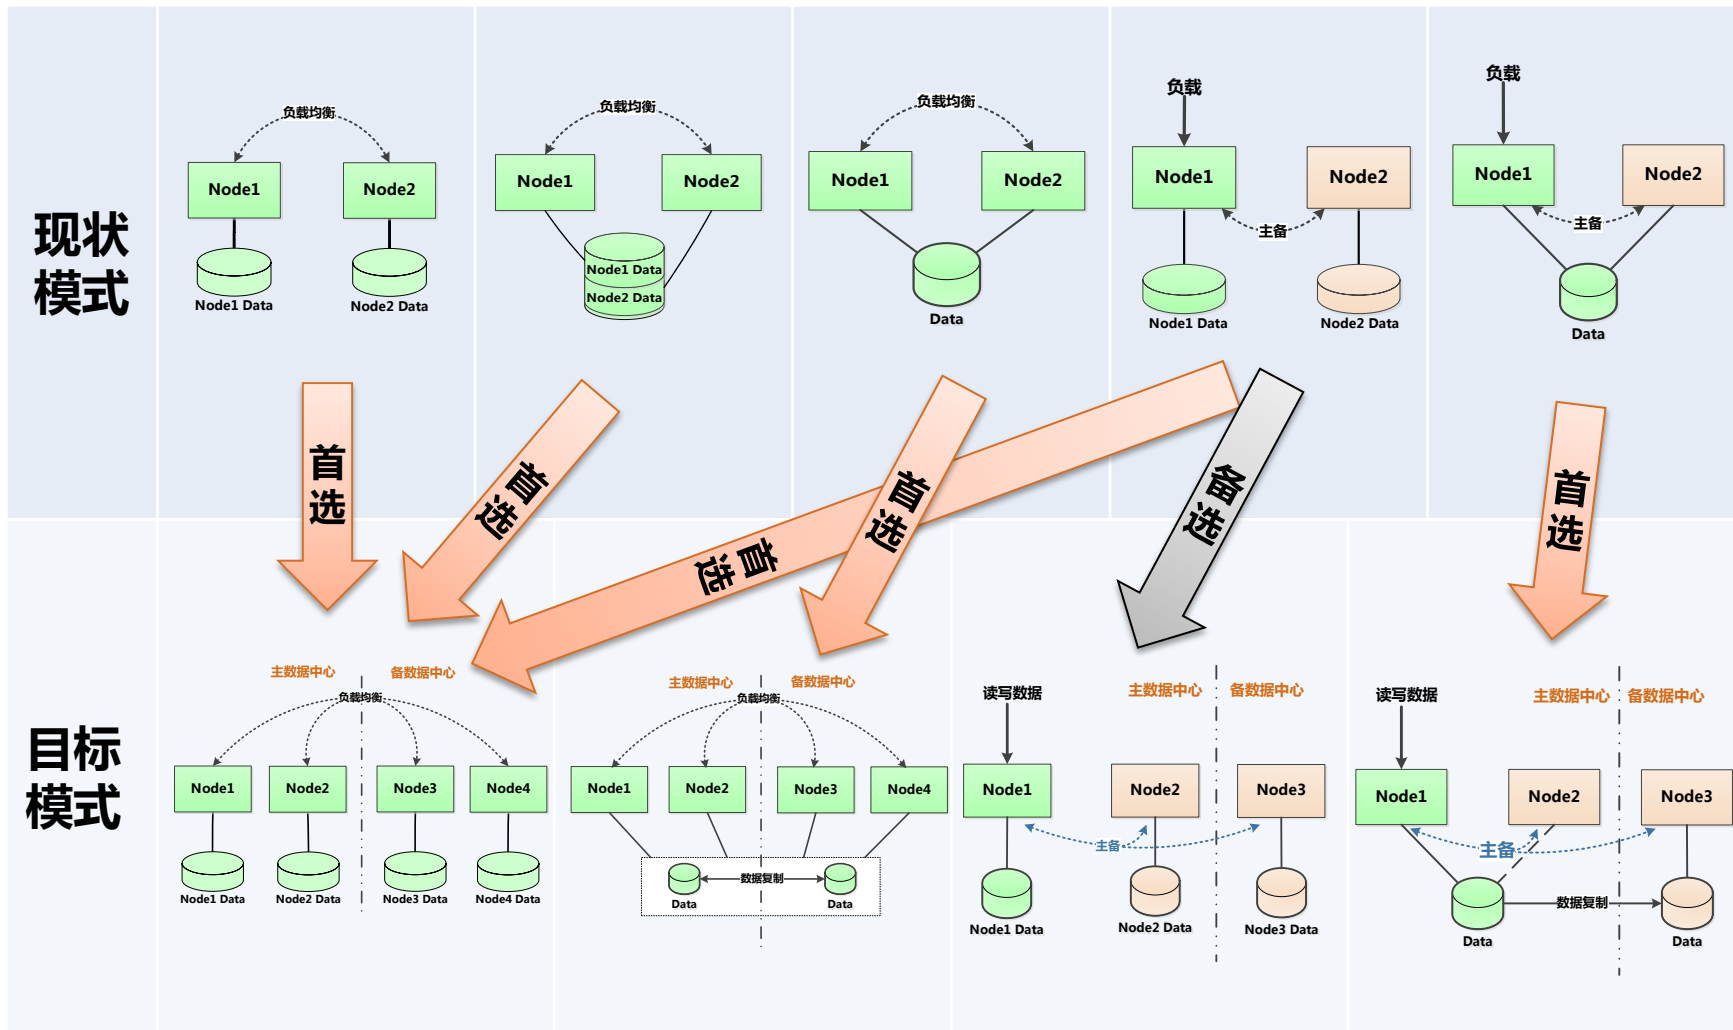 现状
模式
负载均衡
Node1
Node2
Node1 Data
Node2 Data
负载均衡
Node1
Node2
Node1 Data
Node2 Data
负载均衡
Node1
Node2
Data
负载
Node1
Node2
主备
Node1 Data
Node2 Data
负载
Node1
Node2
主备
Data
首选
首选
首选
首选
备选
首选
目标
模式
主数据中心
备数据中心
负载均衡
Node1
Node2
Node3
Node4
Node1 Data
Node2 Data
Node3 Data
Node4 Data
主数据中心
备数据中心
负载均衡
Node1
Node2
Node3
Node4
数据复制
Data
Data
读写数据
主数据中心
备数据中心
Node1
Node2
Node3
主备
Node1 Data
Node2 Data
Node3 Data
读写数据
主数据中心
备数据中心
Node1
Node2
Node3
主备
数据复制
Data
Data